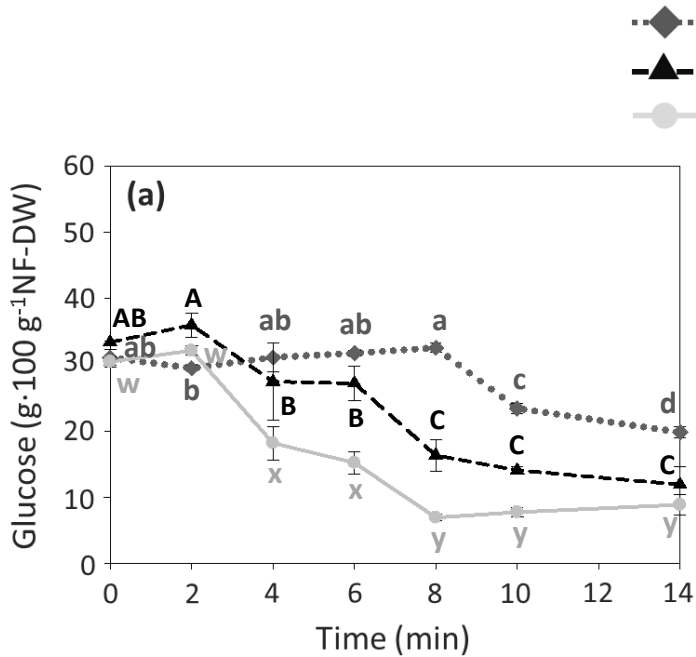 60
(a)
50
40
30
20
10
0
Glucose (g·100 g⁻¹NF-DW)
AB
A
ab
ab
ab
a
w
b
w
B
B
c
d
C
C
C
x
x
y
y
y
0 2 4 6 8 10 12 14
Time (min)